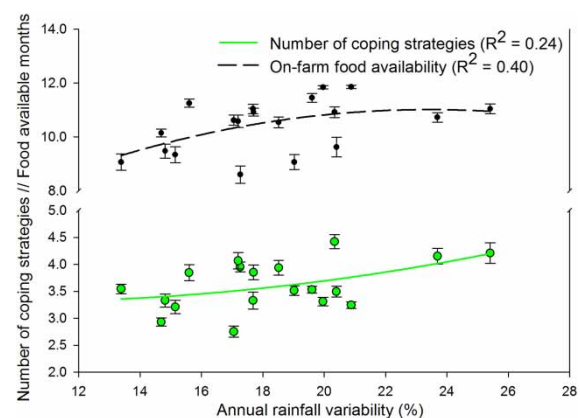 14.0
Number of coping strategies (R² = 0.24)
On-farm food availability (R² = 0.40)
12.0
10.0
8.0
5.0
4.5
4.0
3.5
3.0
2.5
2.0
12 14 16 18 20 22 24 26 28
Annual rainfall variability (%)
Number of coping strategies // Food available months